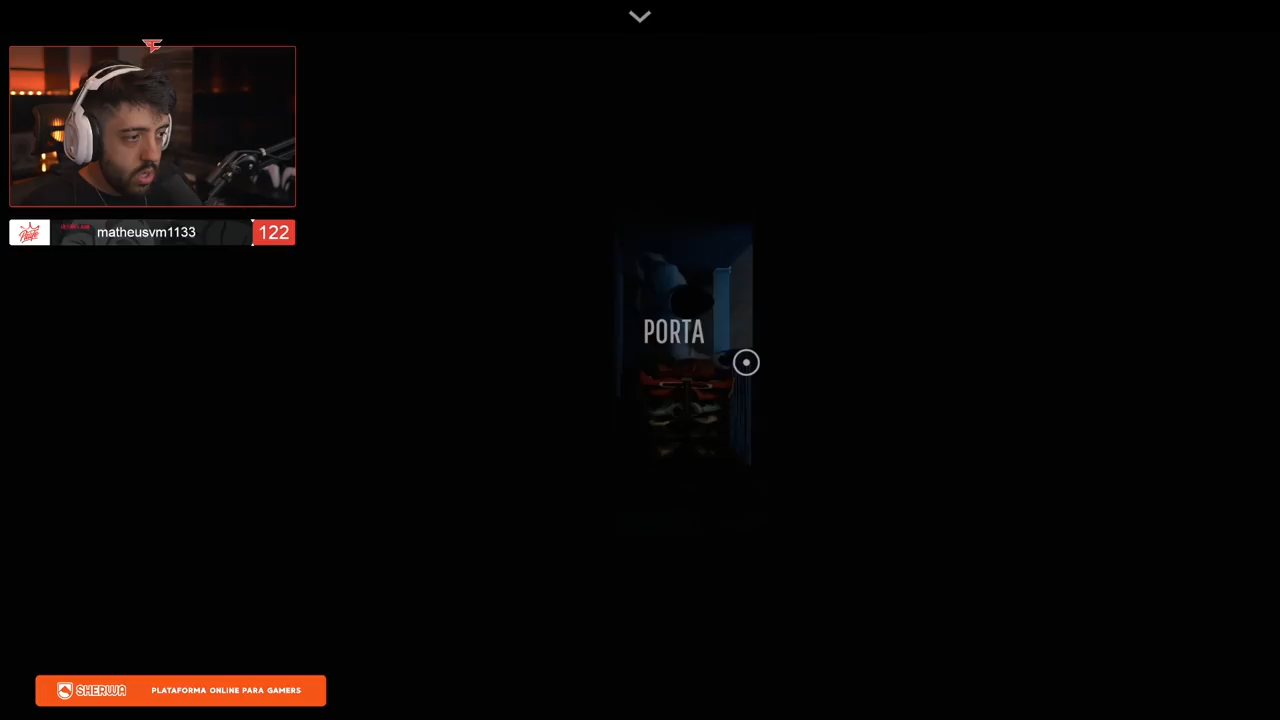 matheusvm1133
122
PORTA
SHERWA
PLATAFORMA ONLINE PARA GAMERS